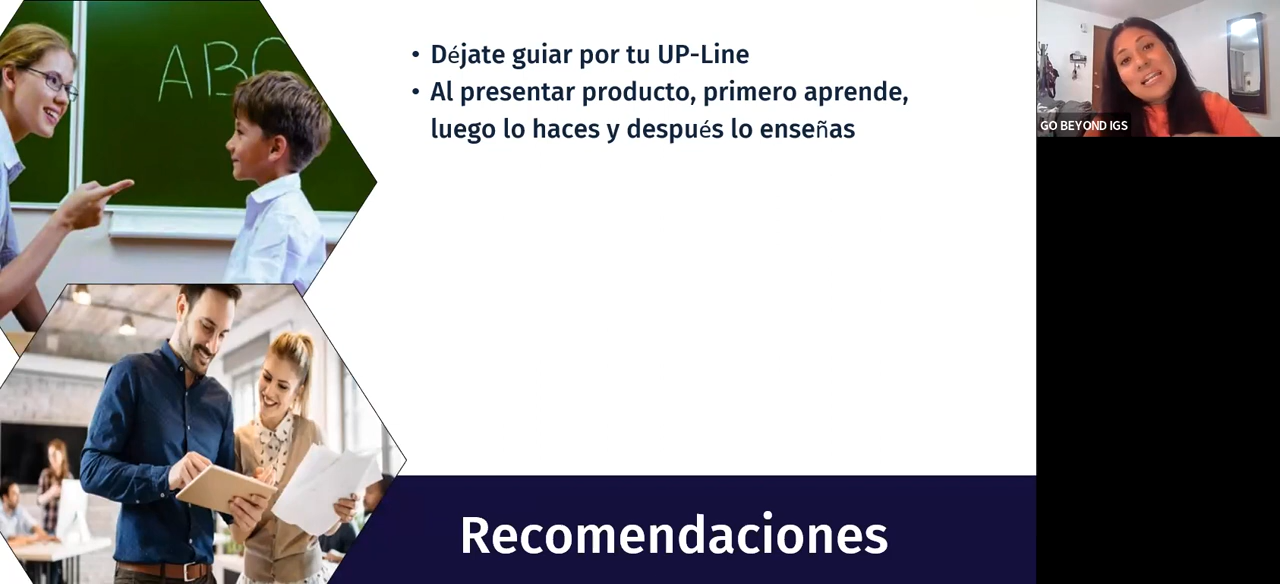 • Déjate guiar por tu UP-Line
• Al presentar producto, primero aprende,
luego lo haces y después lo enseñas
ABC
GO BEYOND IGS
Recomendaciones